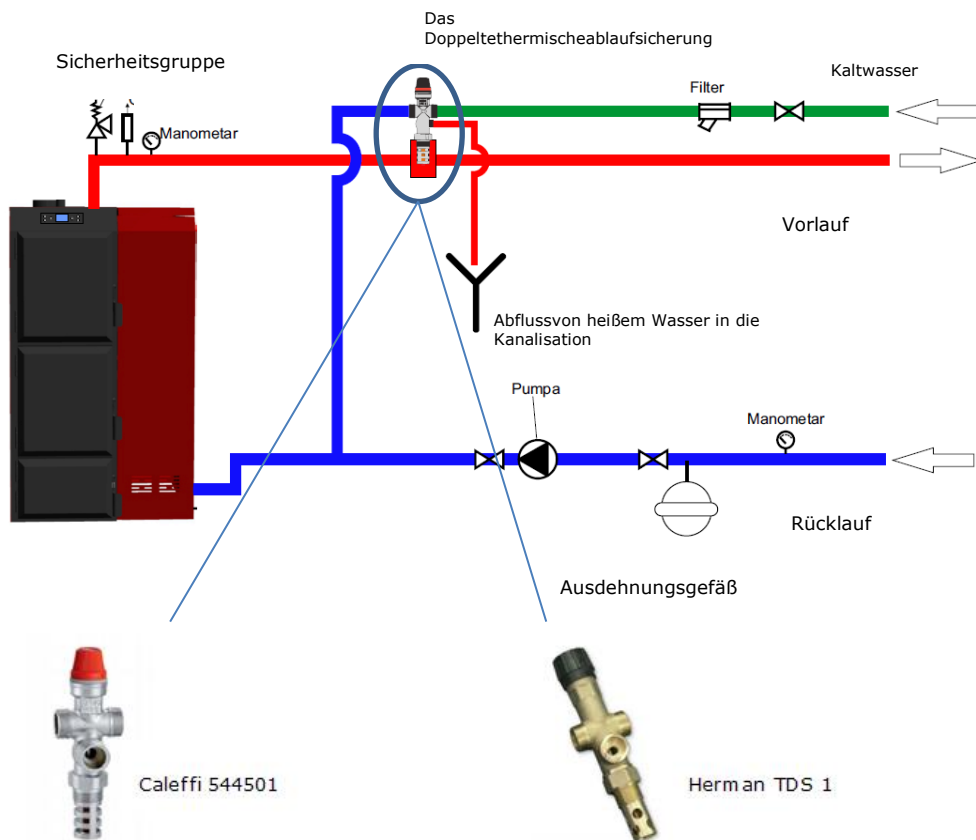 Das
Doppeltethermischeablaufsicherung
Sicherheitsgruppe
Kaltwasser
Filter
Manometar
Vorlauf
Abflussvon heißem Wasser in die
Kanalisation
Pumpa
Manometar
Rücklauf
Ausdehnungsgefäß
Caleffi 544501
Herman TDS 1